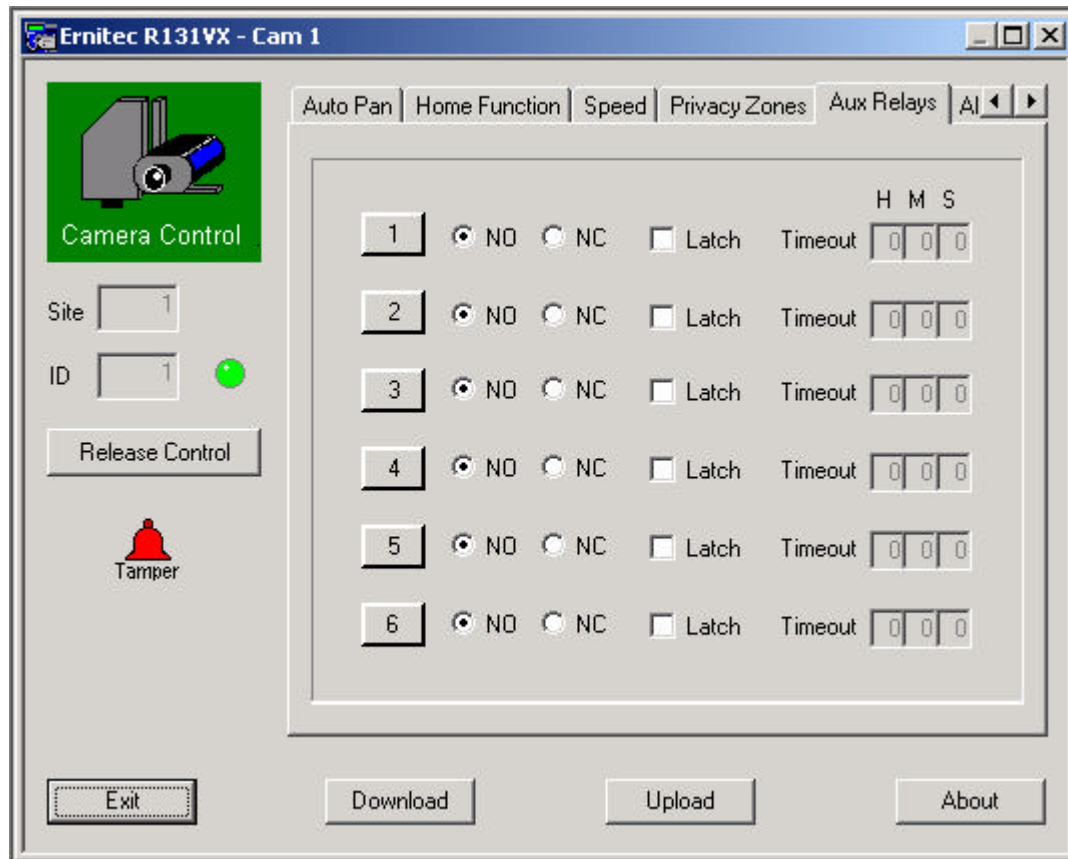 Ernitec R131VX - Cam 1
Camera Control
Site 1
ID 1
Release Control
Tamper
Auto Pan Home Function Speed Privacy Zones Aux Relays Al
H M S
1 NO NC Latch Timeout 0 0 0
2 NO NC Latch Timeout 0 0 0
3 NO NC Latch Timeout 0 0 0
4 NO NC Latch Timeout 0 0 0
5 NO NC Latch Timeout 0 0 0
6 NO NC Latch Timeout 0 0 0
Exit Download Upload About